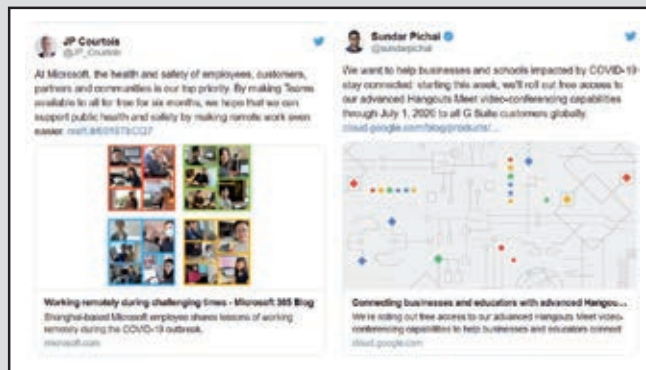 JP Courtois
@JP_Courtois
At Microsoft, the health and safety of employees, customers,
partners and communities is our top priority. By making Teams
available to all for free for six months, we hope that we can
support public health and safety by making remote work even
easier.
Working remotely during challenging times - Microsoft 365 Blog
Shanghai-based Microsoft employee shares lessons of working
remotely during the COVID-19 outbreak.
microsoft.com
Sundar Pichai
@sundarpichai
We want to help businesses and schools impacted by COVID-19
stay connected: starting this week, we'll roll out free access to
our advanced Hangouts Meet video-conferencing capabilities
through July 1, 2020 to all G Suite customers globally.
cloud.google.com/blog/products/...
Connecting businesses and educators with advanced Hangou...
We're rolling out free access to our advanced Hangouts Meet video-
conferencing capabilities to help businesses and educators connect
cloud.google.com